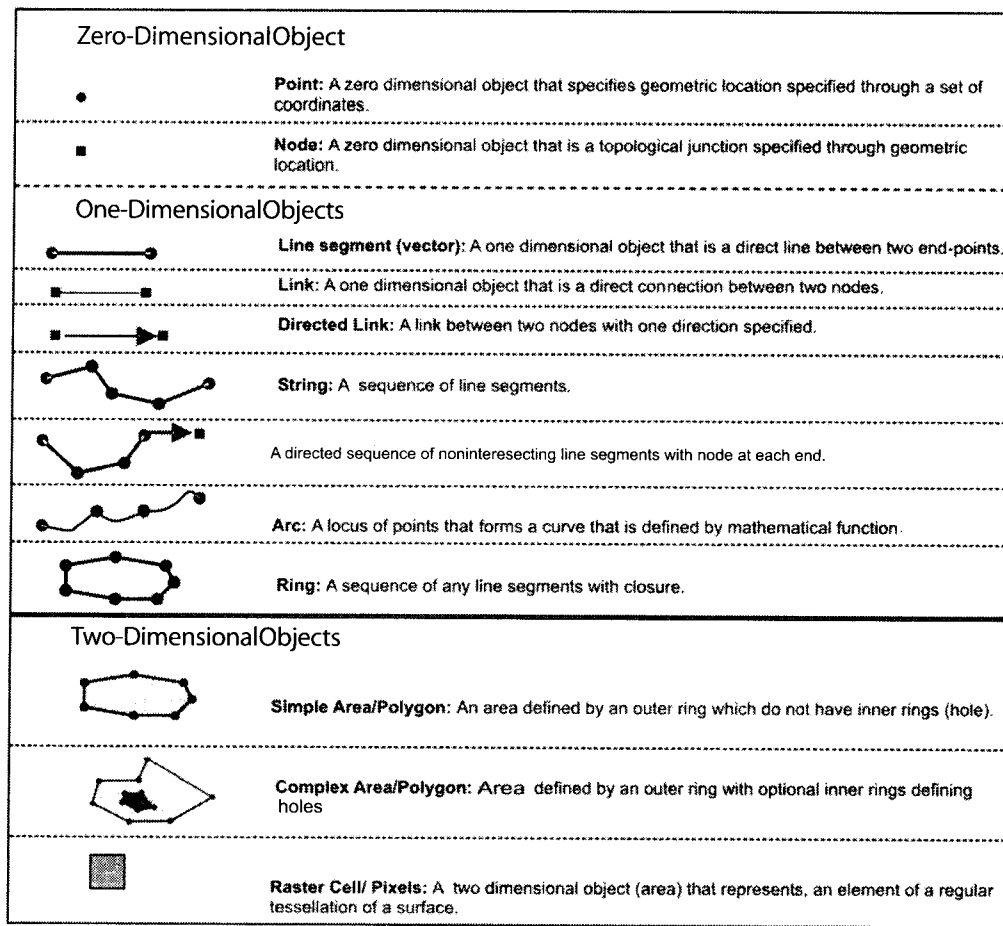 Zero-DimensionalObject
Point: A zero dimensional object that specifies geometric location specified through a set of
coordinates.
Node: A zero dimensional object that is a topological junction specified through geometric
location.
One-DimensionalObjects
Line segment (vector): A one dimensional object that is a direct line between two end-points.
Link: A one dimensional object that is a direct connection between two nodes.
Directed Link: A link between two nodes with one direction specified.
String: A sequence of line segments.
A directed sequence of noninteresecting line segments with node at each end.
Arc: A locus of points that forms a curve that is defined by mathematical function.
Ring: A sequence of any line segments with closure.
Two-DimensionalObjects
Simple Area/Polygon: An area defined by an outer ring which do not have inner rings (hole).
Complex Area/Polygon: Area defined by an outer ring with optional inner rings defining
holes
Raster Cell/ Pixels: A two dimensional object (area) that represents, an element of a regular
tessellation of a surface.